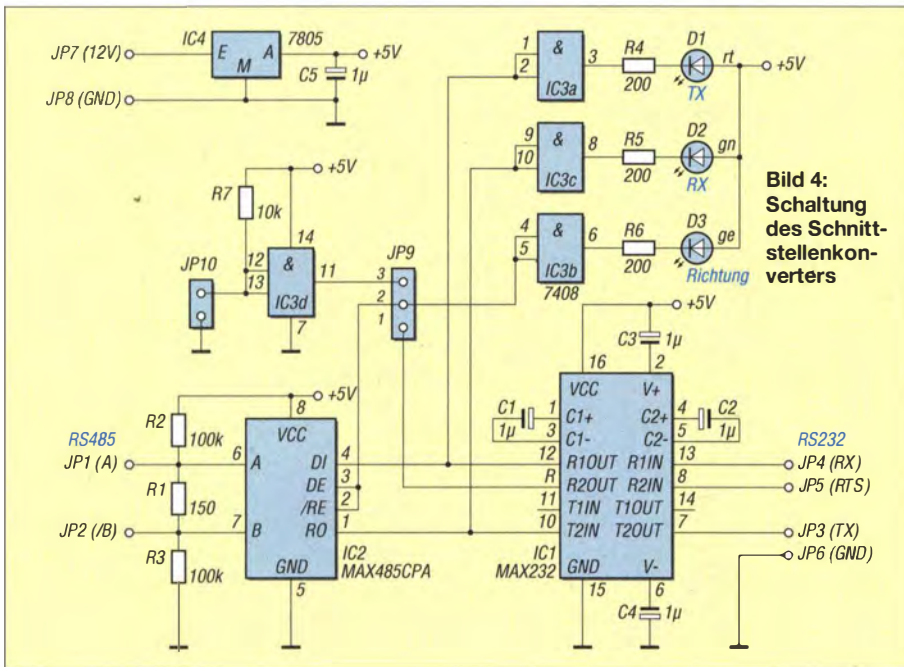 JP7 (12V)
IC4
7805
E
A
M
+5V
C5
1µ
JP8 (GND)
+5V
R7
10k
14
12
13
&
IC3d
11
7
JP10
JP9
3
2
1
1
2
&
3
IC3a
R4
200
D1
rt
TX
+5V
9
10
&
8
IC3c
R5
200
D2
gn
RX
4
5
&
6
IC3b
7408
R6
200
D3
ge
Richtung
Bild 4:
Schaltung
des Schnitt-
stellenkon-
verters
RS485
R2
100k
JP1 (A)
R1
150
JP2 (/B)
R3
100k
+5V
8
VCC
6
A
7
B
DI
4
DE
3
/RE
2
RO
1
GND
5
IC2
MAX485CPA
+5V
C3
1µ
16
2
VCC
V+
C1
1µ
1
C1+
3
C1-
12
R1OUT
R
R2OUT
11
T1IN
10
T2IN
C2+
4
C2-
5
C2
1µ
R1IN
13
R2IN
8
T1OUT
14
T2OUT
7
GND
15
V-
6
C4
1µ
IC1
MAX232
RS232
JP4 (RX)
JP5 (RTS)
JP3 (TX)
JP6 (GND)